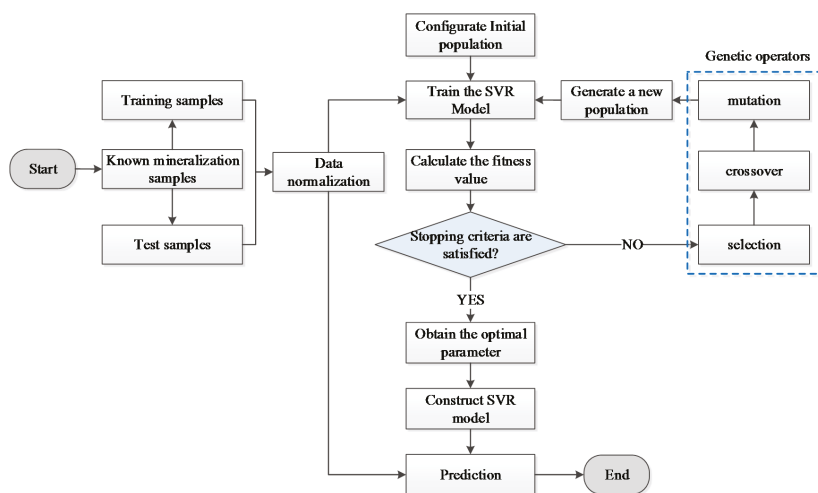 Configurate Initial
population
Genetic operators
Training samples
Train the SVR
Model
Generate a new
population
mutation
Start
Known mineralization
samples
Data
normalization
Calculate the fitness
value
crossover
Test samples
Stopping criteria are
satisfied?
NO
selection
YES
Obtain the optimal
parameter
Construct SVR
model
Prediction
End